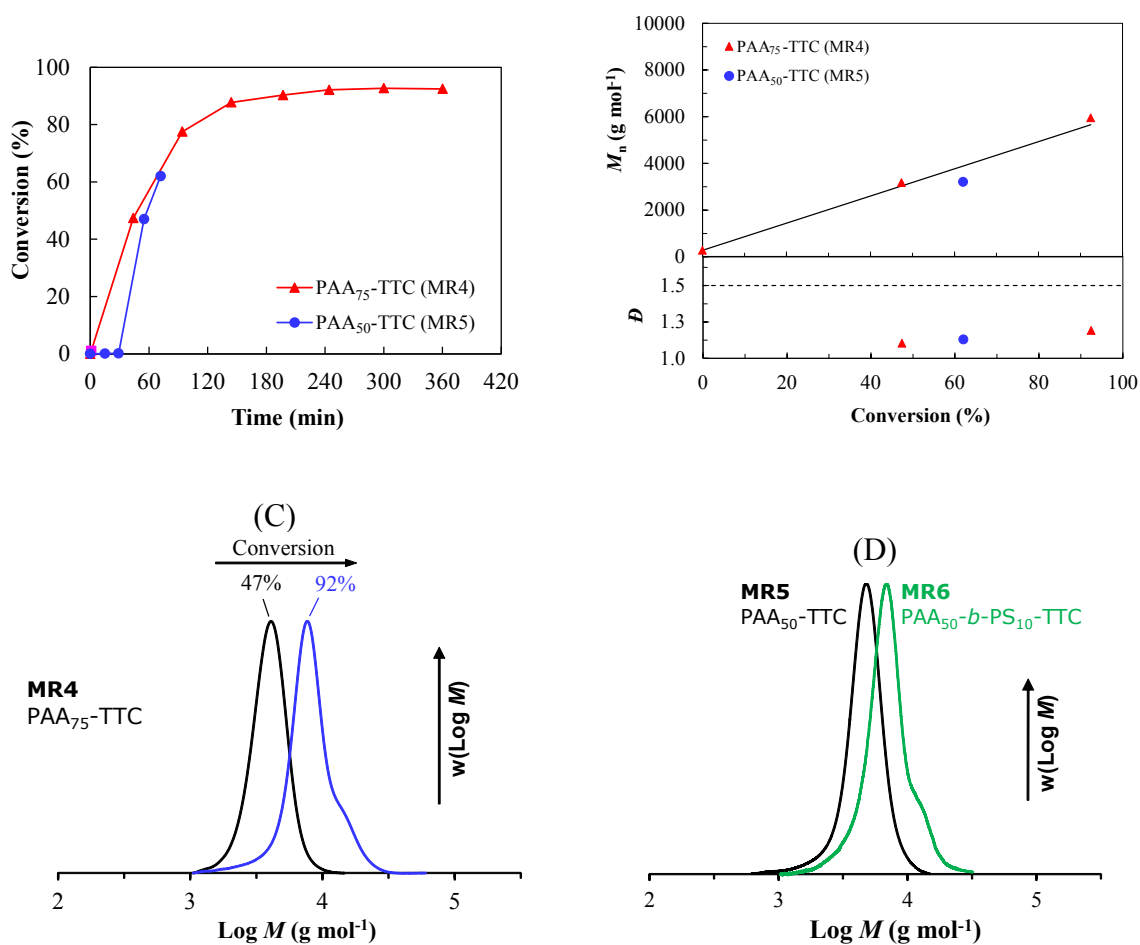 100
80
60
40
20
0
Conversion (%)
0 60 120 180 240 300 360 420
Time (min)
PAA75-TTC (MR4)
PAA50-TTC (MR5)
10000
8000
6000
4000
2000
0
Mn (g mol-1)
PAA75-TTC (MR4)
PAA50-TTC (MR5)
1.5
1.3
1.0
Đ
0 20 40 60 80 100
Conversion (%)
(C)
Conversion
47% 92%
MR4
PAA75-TTC
w(Log M)
2 3 4 5
Log M (g mol-1)
(D)
MR5
PAA50-TTC
MR6
PAA50-b-PS10-TTC
w(Log M)
2 3 4 5
Log M (g mol-1)